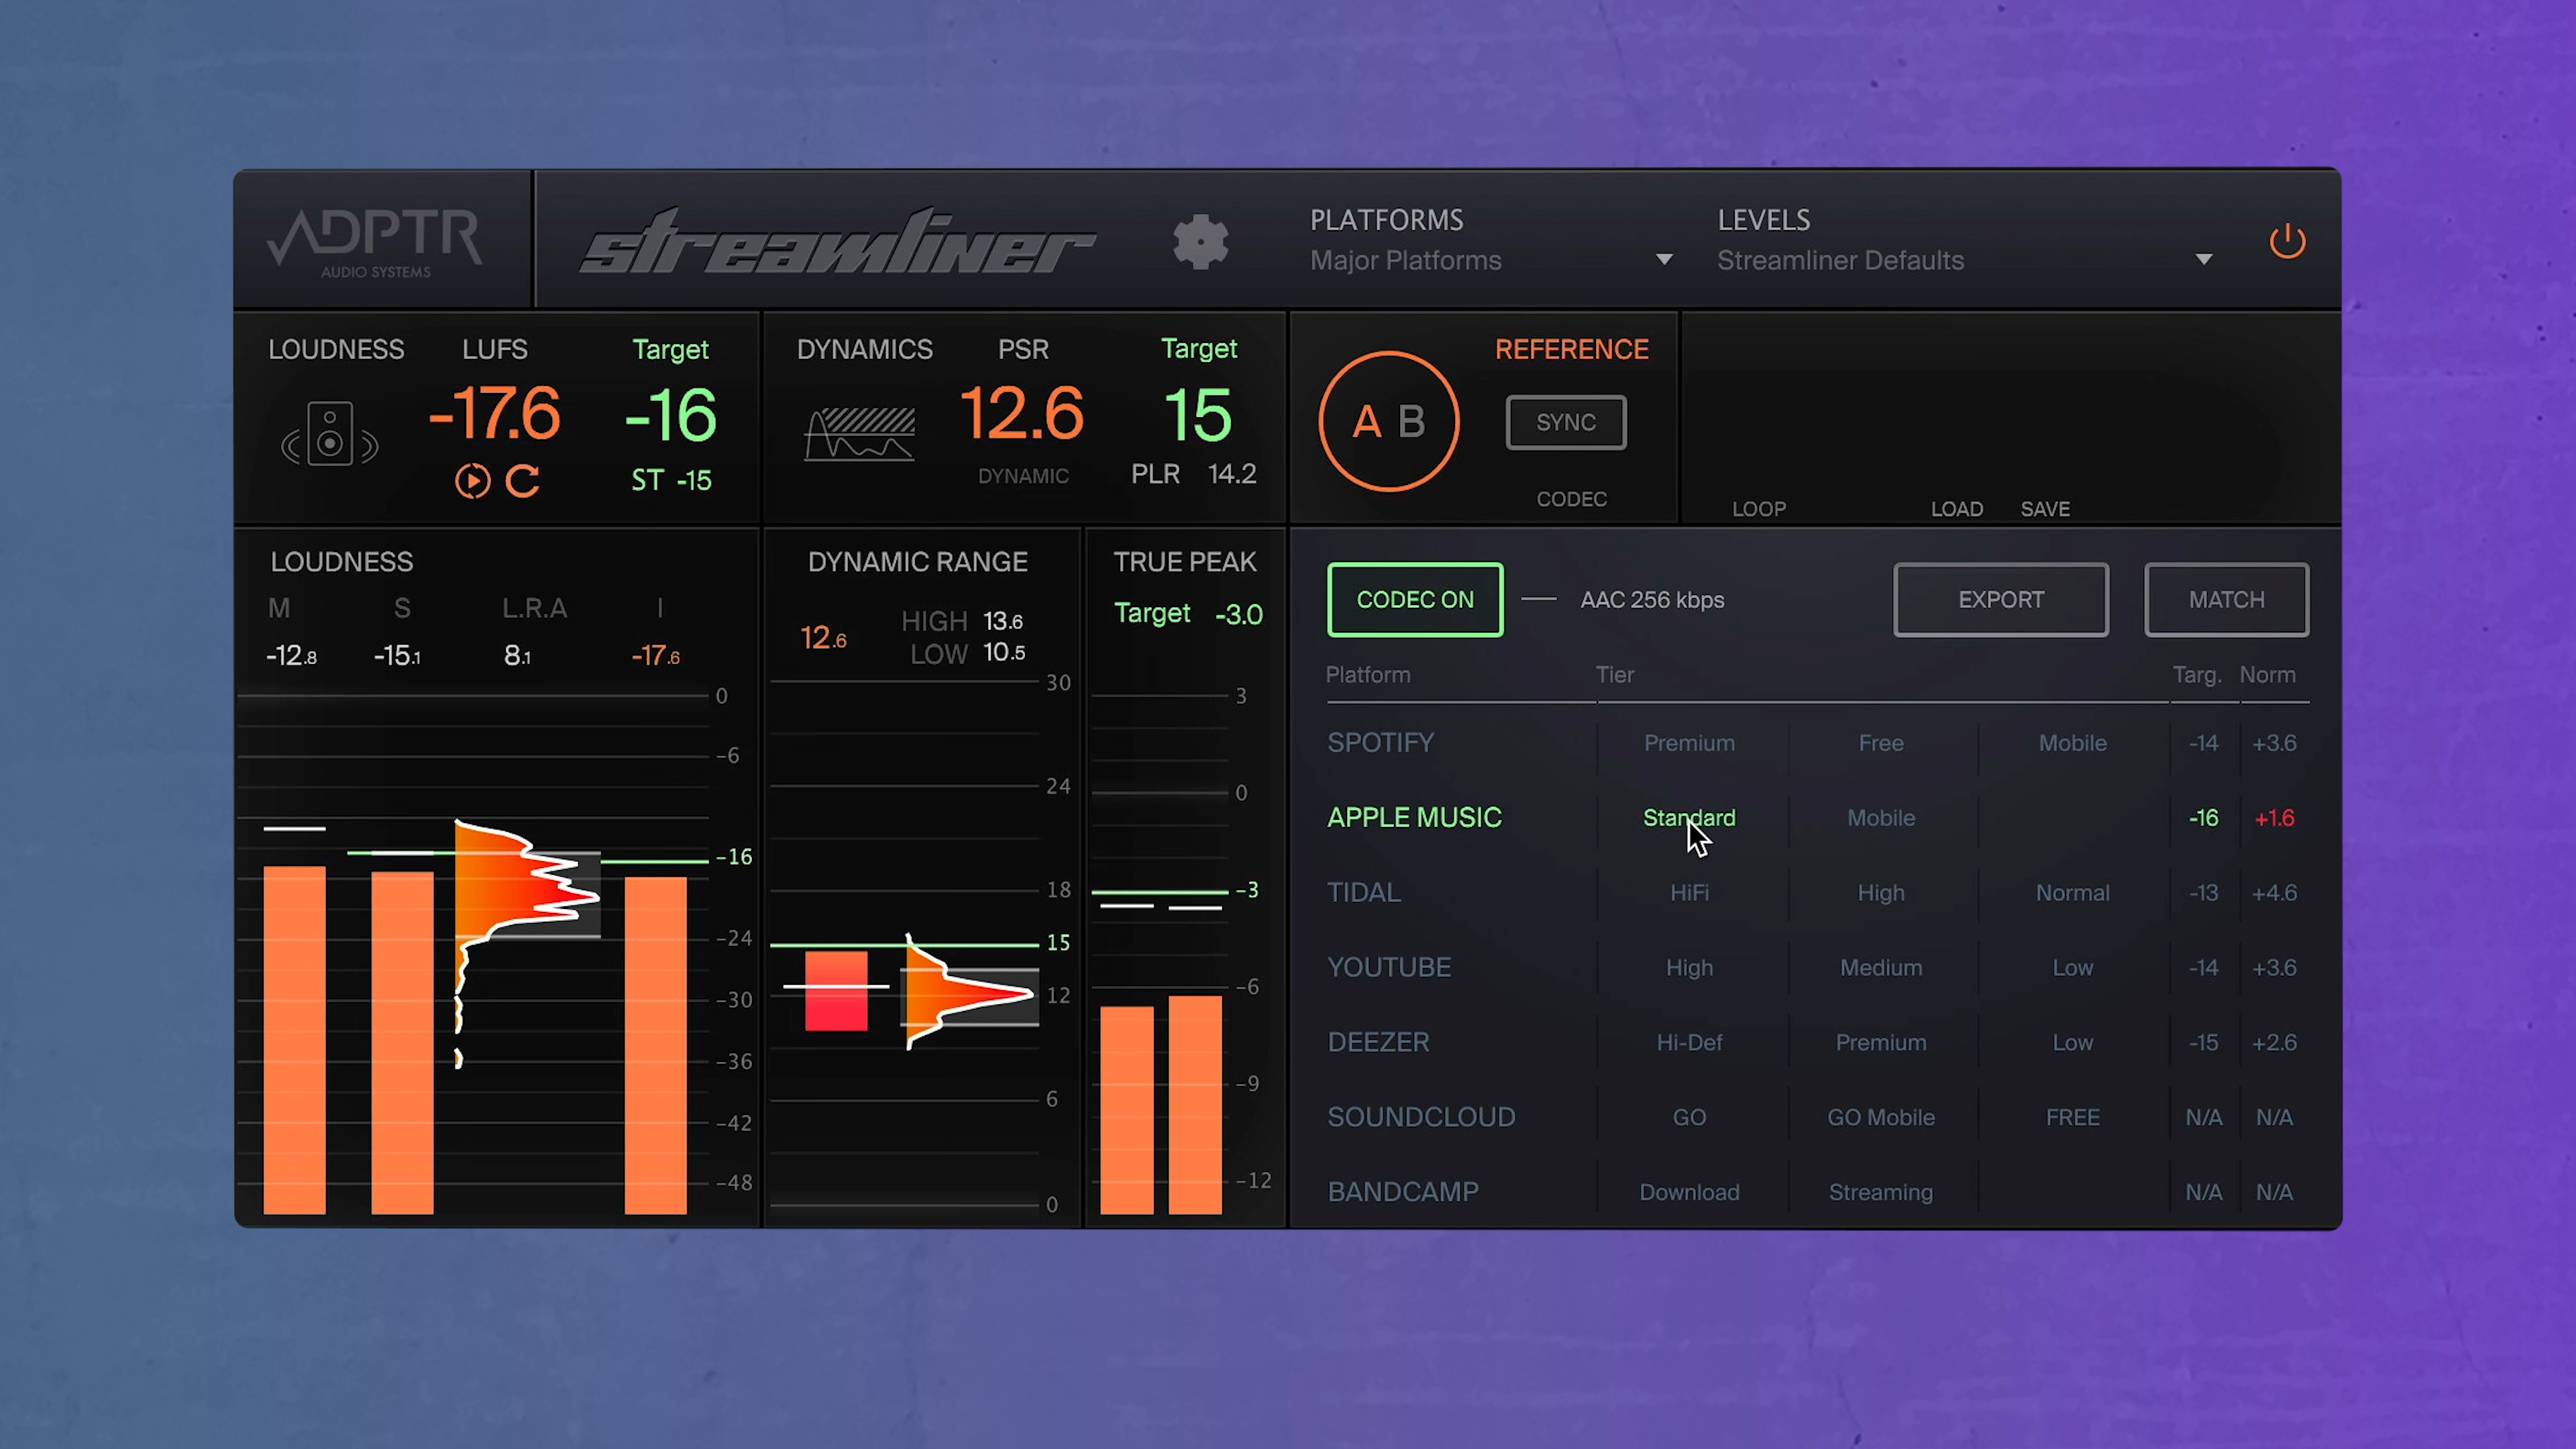 ADPTR
AUDIO SYSTEMS
streamliner
PLATFORMS
Major Platforms
LEVELS
Streamliner Defaults
LOUDNESS LUFS Target
-17.6 -16
ST -15
DYNAMICS PSR Target
12.6 15
DYNAMIC PLR 14.2
A B
REFERENCE
SYNC
CODEC
LOOP LOAD SAVE
LOUDNESS
M S L.R.A I
-12.8 -15.1 8.1 -17.6
0
-6
-16
-24
-30
-36
-42
-48
DYNAMIC RANGE
12.6 HIGH 13.6
LOW 10.5
30
24
18
15
12
6
0
TRUE PEAK
Target -3.0
3
0
-3
-6
-9
-12
CODEC ON — AAC 256 kbps EXPORT MATCH
Platform Tier Targ. Norm
SPOTIFY Premium Free Mobile -14 +3.6
APPLE MUSIC Standard Mobile -16 +1.6
TIDAL HiFi High Normal -13 +4.6
YOUTUBE High Medium Low -14 +3.6
DEEZER Hi-Def Premium Low -15 +2.6
SOUNDCLOUD GO GO Mobile FREE N/A N/A
BANDCAMP Download Streaming N/A N/A